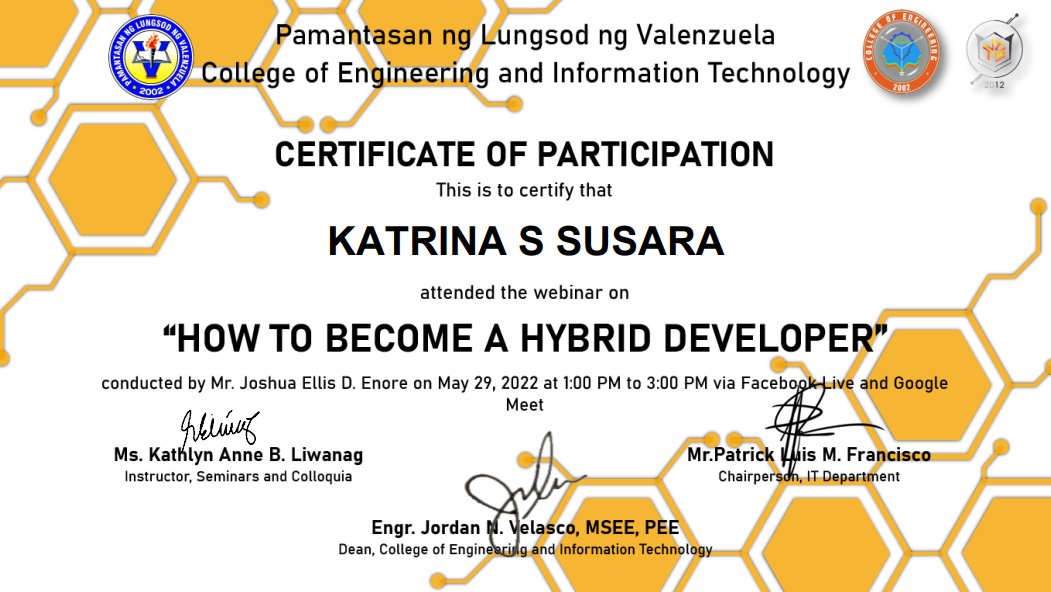 Pamantasan ng Lungsod ng Valenzuela
College of Engineering and Information Technology
PAMANTASAN NG LUNGSOD NG VALENZUELA
2002
COLLEGE OF ENGINEERING
2002
2012
CERTIFICATE OF PARTICIPATION
This is to certify that
KATRINA S SUSARA
attended the webinar on
“HOW TO BECOME A HYBRID DEVELOPER”
conducted by Mr. Joshua Ellis D. Enore on May 29, 2022 at 1:00 PM to 3:00 PM via Facebook Live and Google
Meet
Ms. Kathlyn Anne B. Liwanag
Instructor, Seminars and Colloquia
Mr.Patrick Luis M. Francisco
Chairperson, IT Department
Engr. Jordan N. Velasco, MSEE, PEE
Dean, College of Engineering and Information Technology